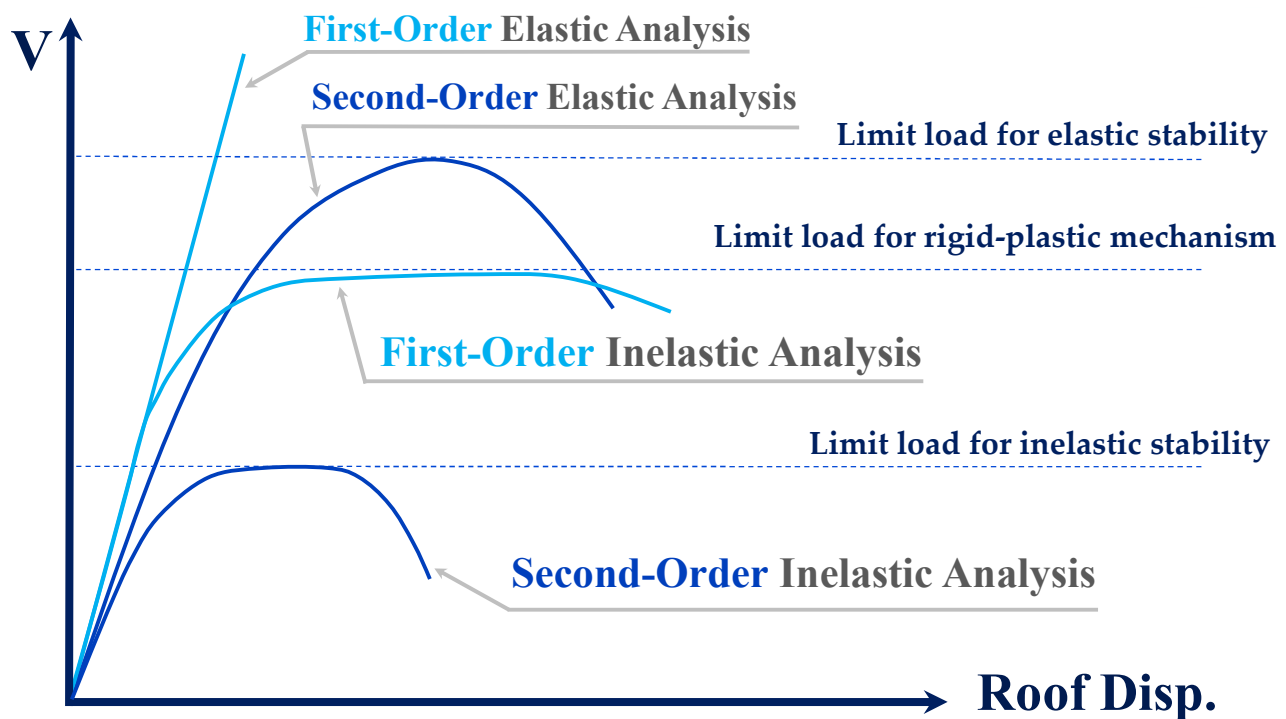 V
First-Order Elastic Analysis
Second-Order Elastic Analysis
Limit load for elastic stability
Limit load for rigid-plastic mechanism
First-Order Inelastic Analysis
Limit load for inelastic stability
Second-Order Inelastic Analysis
Roof Disp.